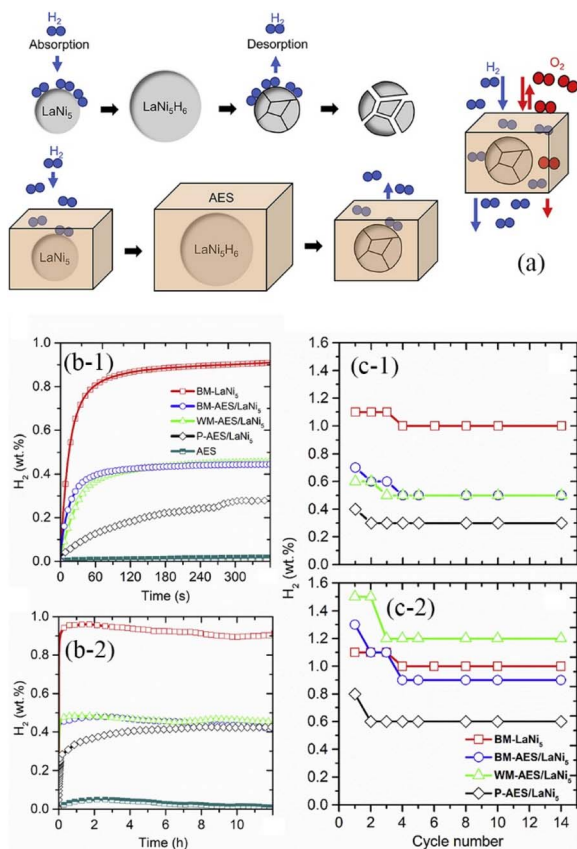 H₂
Absorption
LaNi₅
LaNi₅H₆
H₂
Desorption
H₂
O₂
H₂
LaNi₅
AES
LaNi₅H₆
(a)
(b-1)
1.0
0.8
0.6
0.4
0.2
0.0
H₂ (wt.%)
BM-LaNi₅
BM-AES/LaNi₅
WM-AES/LaNi₅
P-AES/LaNi₅
AES
0 60 120 180 240 300
Time (s)
(b-2)
1.0
0.8
0.6
0.4
0.2
0.0
H₂ (wt.%)
0 2 4 6 8 10
Time (h)
(c-1)
1.4
1.2
1.0
0.8
0.6
0.4
0.2
0.0
H₂ (wt.%)
(c-2)
1.6
1.4
1.2
1.0
0.8
0.6
0.4
0.2
0.0
BM-LaNi₅
BM-AES/LaNi₅
WM-AES/LaNi₅
P-AES/LaNi₅
0 2 4 6 8 10 12 14
Cycle number